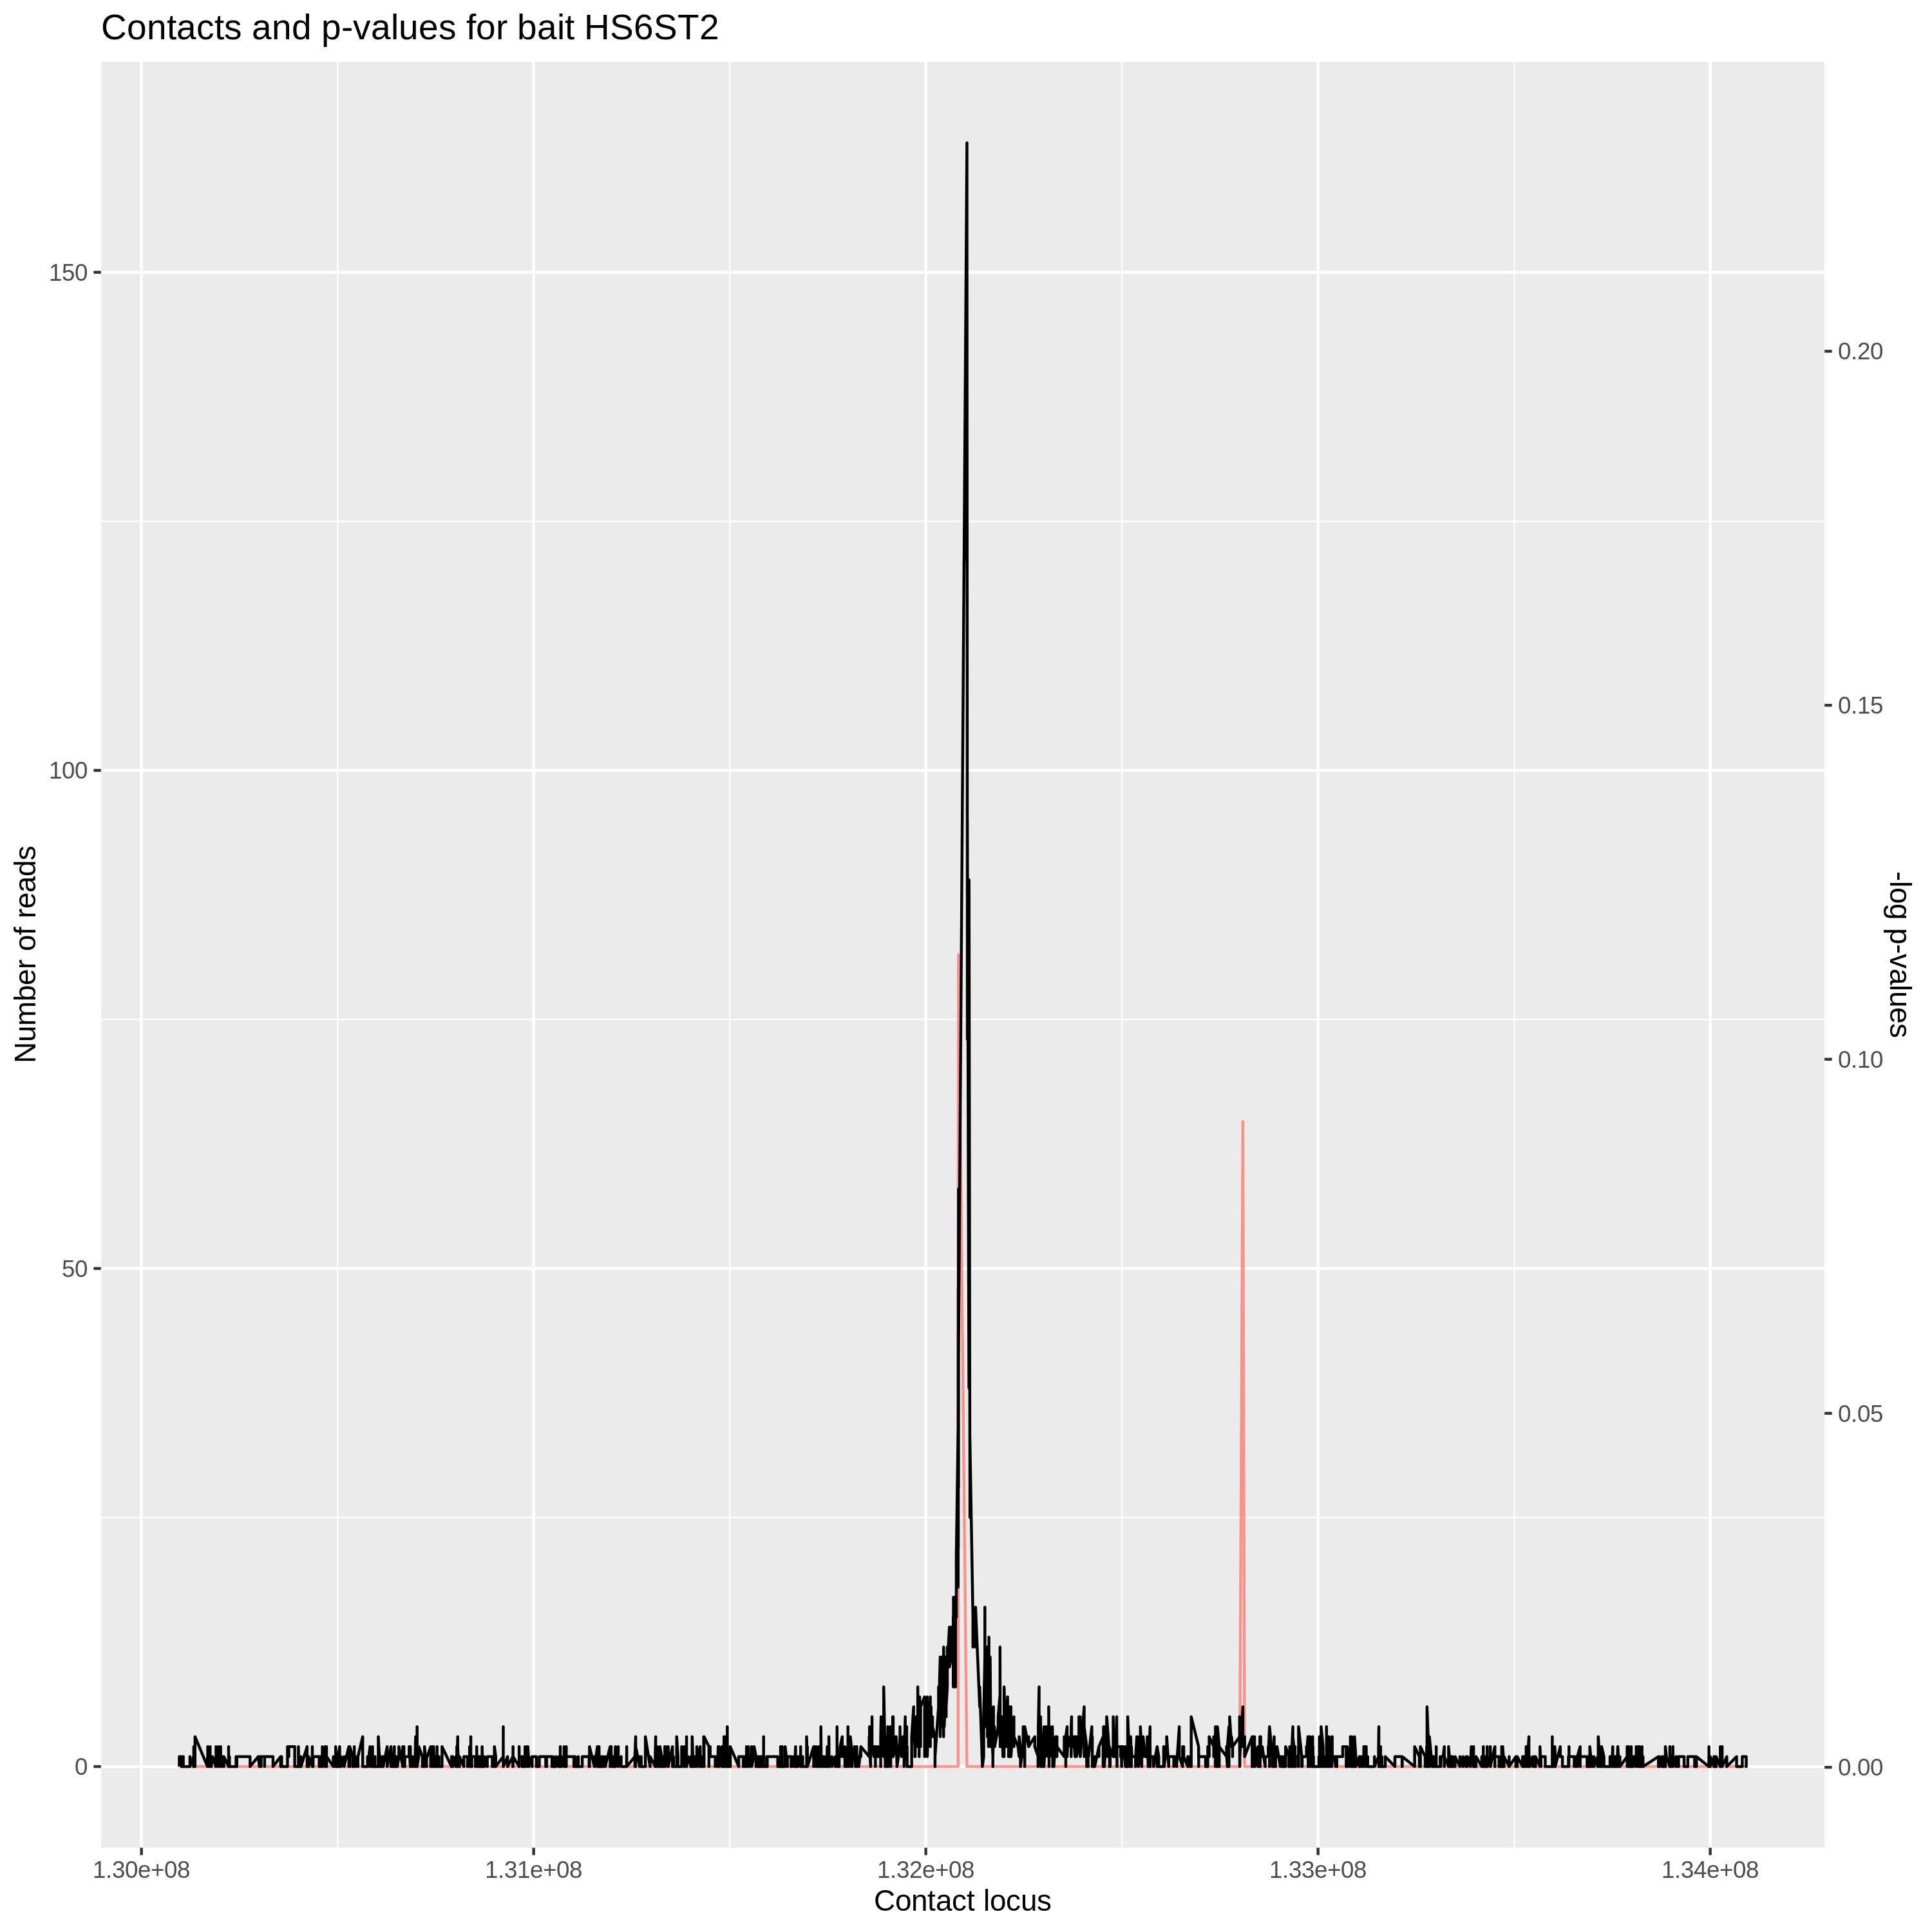 Contacts and p-values for bait HS6ST2
150
100
50
0
Number of reads
0.20
0.15
0.10
0.05
0.00
-log p-values
1.30e+08
1.31e+08
1.32e+08
1.33e+08
1.34e+08
Contact locus